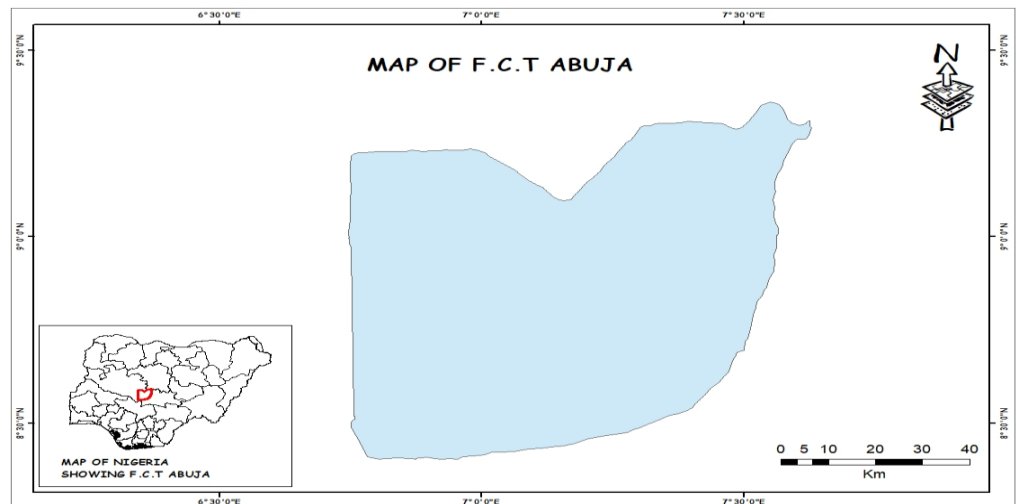 6°30'0"E 7°0'0"E 7°30'0"E
9°30'0"N 9°30'0"N
MAP OF F.C.T ABUJA
N
9°0'0"N 9°0'0"N
8°30'0"N 8°30'0"N
MAP OF NIGERIA
SHOWING F.C.T ABUJA
0 5 10 20 30 40
Km
6°30'0"E 7°0'0"E 7°30'0"E